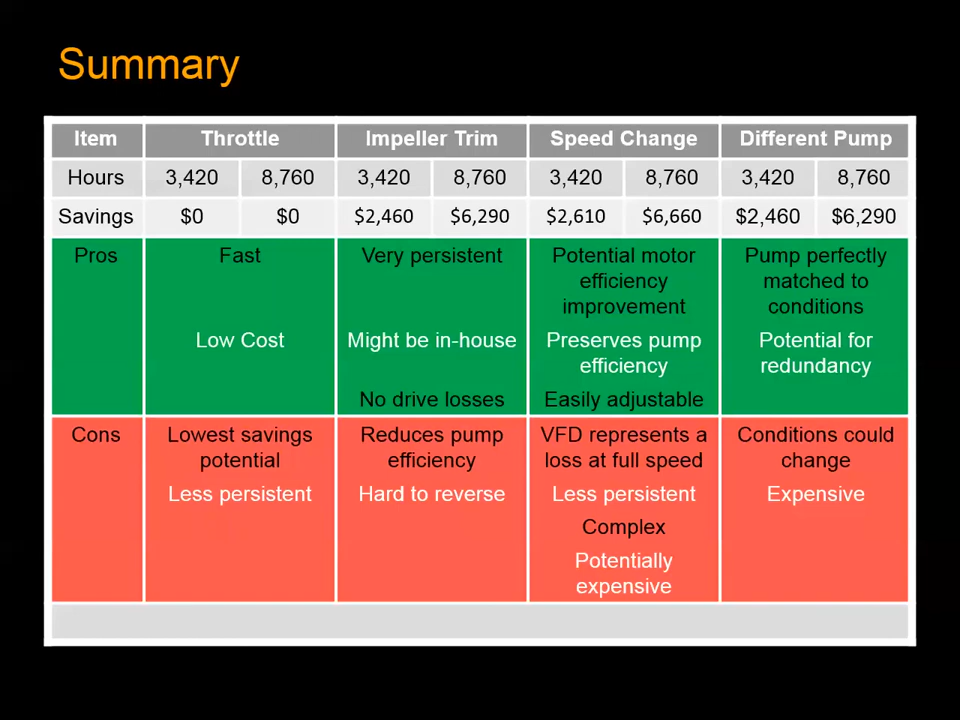 Summary
Item Throttle Impeller Trim Speed Change Different Pump
Hours 3,420 8,760 3,420 8,760 3,420 8,760 3,420 8,760
Savings $0 $0 $2,460 $6,290 $2,610 $6,660 $2,460 $6,290
Pros Fast Very persistent Potential motor Pump perfectly
efficiency matched to
improvement conditions
Low Cost Might be in-house Preserves pump Potential for
efficiency redundancy
No drive losses Easily adjustable
Cons Lowest savings Reduces pump VFD represents a Conditions could
potential efficiency loss at full speed change
Less persistent Hard to reverse Less persistent Expensive
Complex
Potentially
expensive